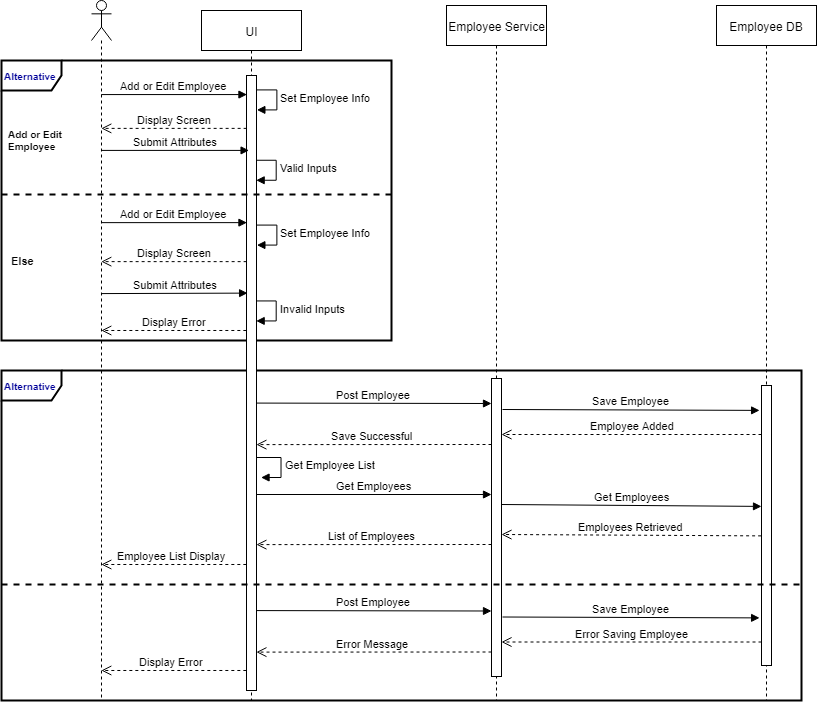 UI
Employee Service
Employee DB
Alternative
Add or Edit Employee
Set Employee Info
Display Screen
Add or Edit
Employee
Submit Attributes
Valid Inputs
Add or Edit Employee
Set Employee Info
Display Screen
Else
Submit Attributes
Invalid Inputs
Display Error
Alternative
Post Employee
Save Employee
Employee Added
Save Successful
Get Employee List
Get Employees
Get Employees
Employees Retrieved
List of Employees
Employee List Display
Post Employee
Save Employee
Error Saving Employee
Error Message
Display Error